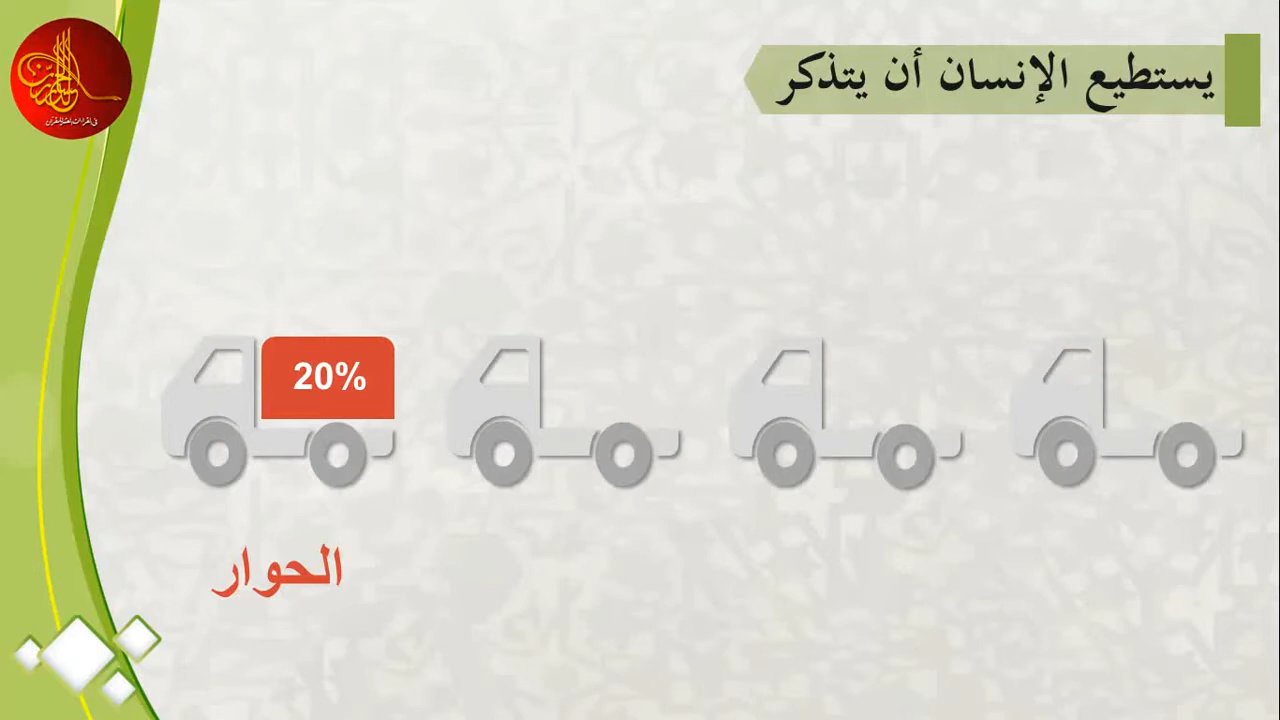 يستطيع الإنسان أن يتذكر
20%
الحوار